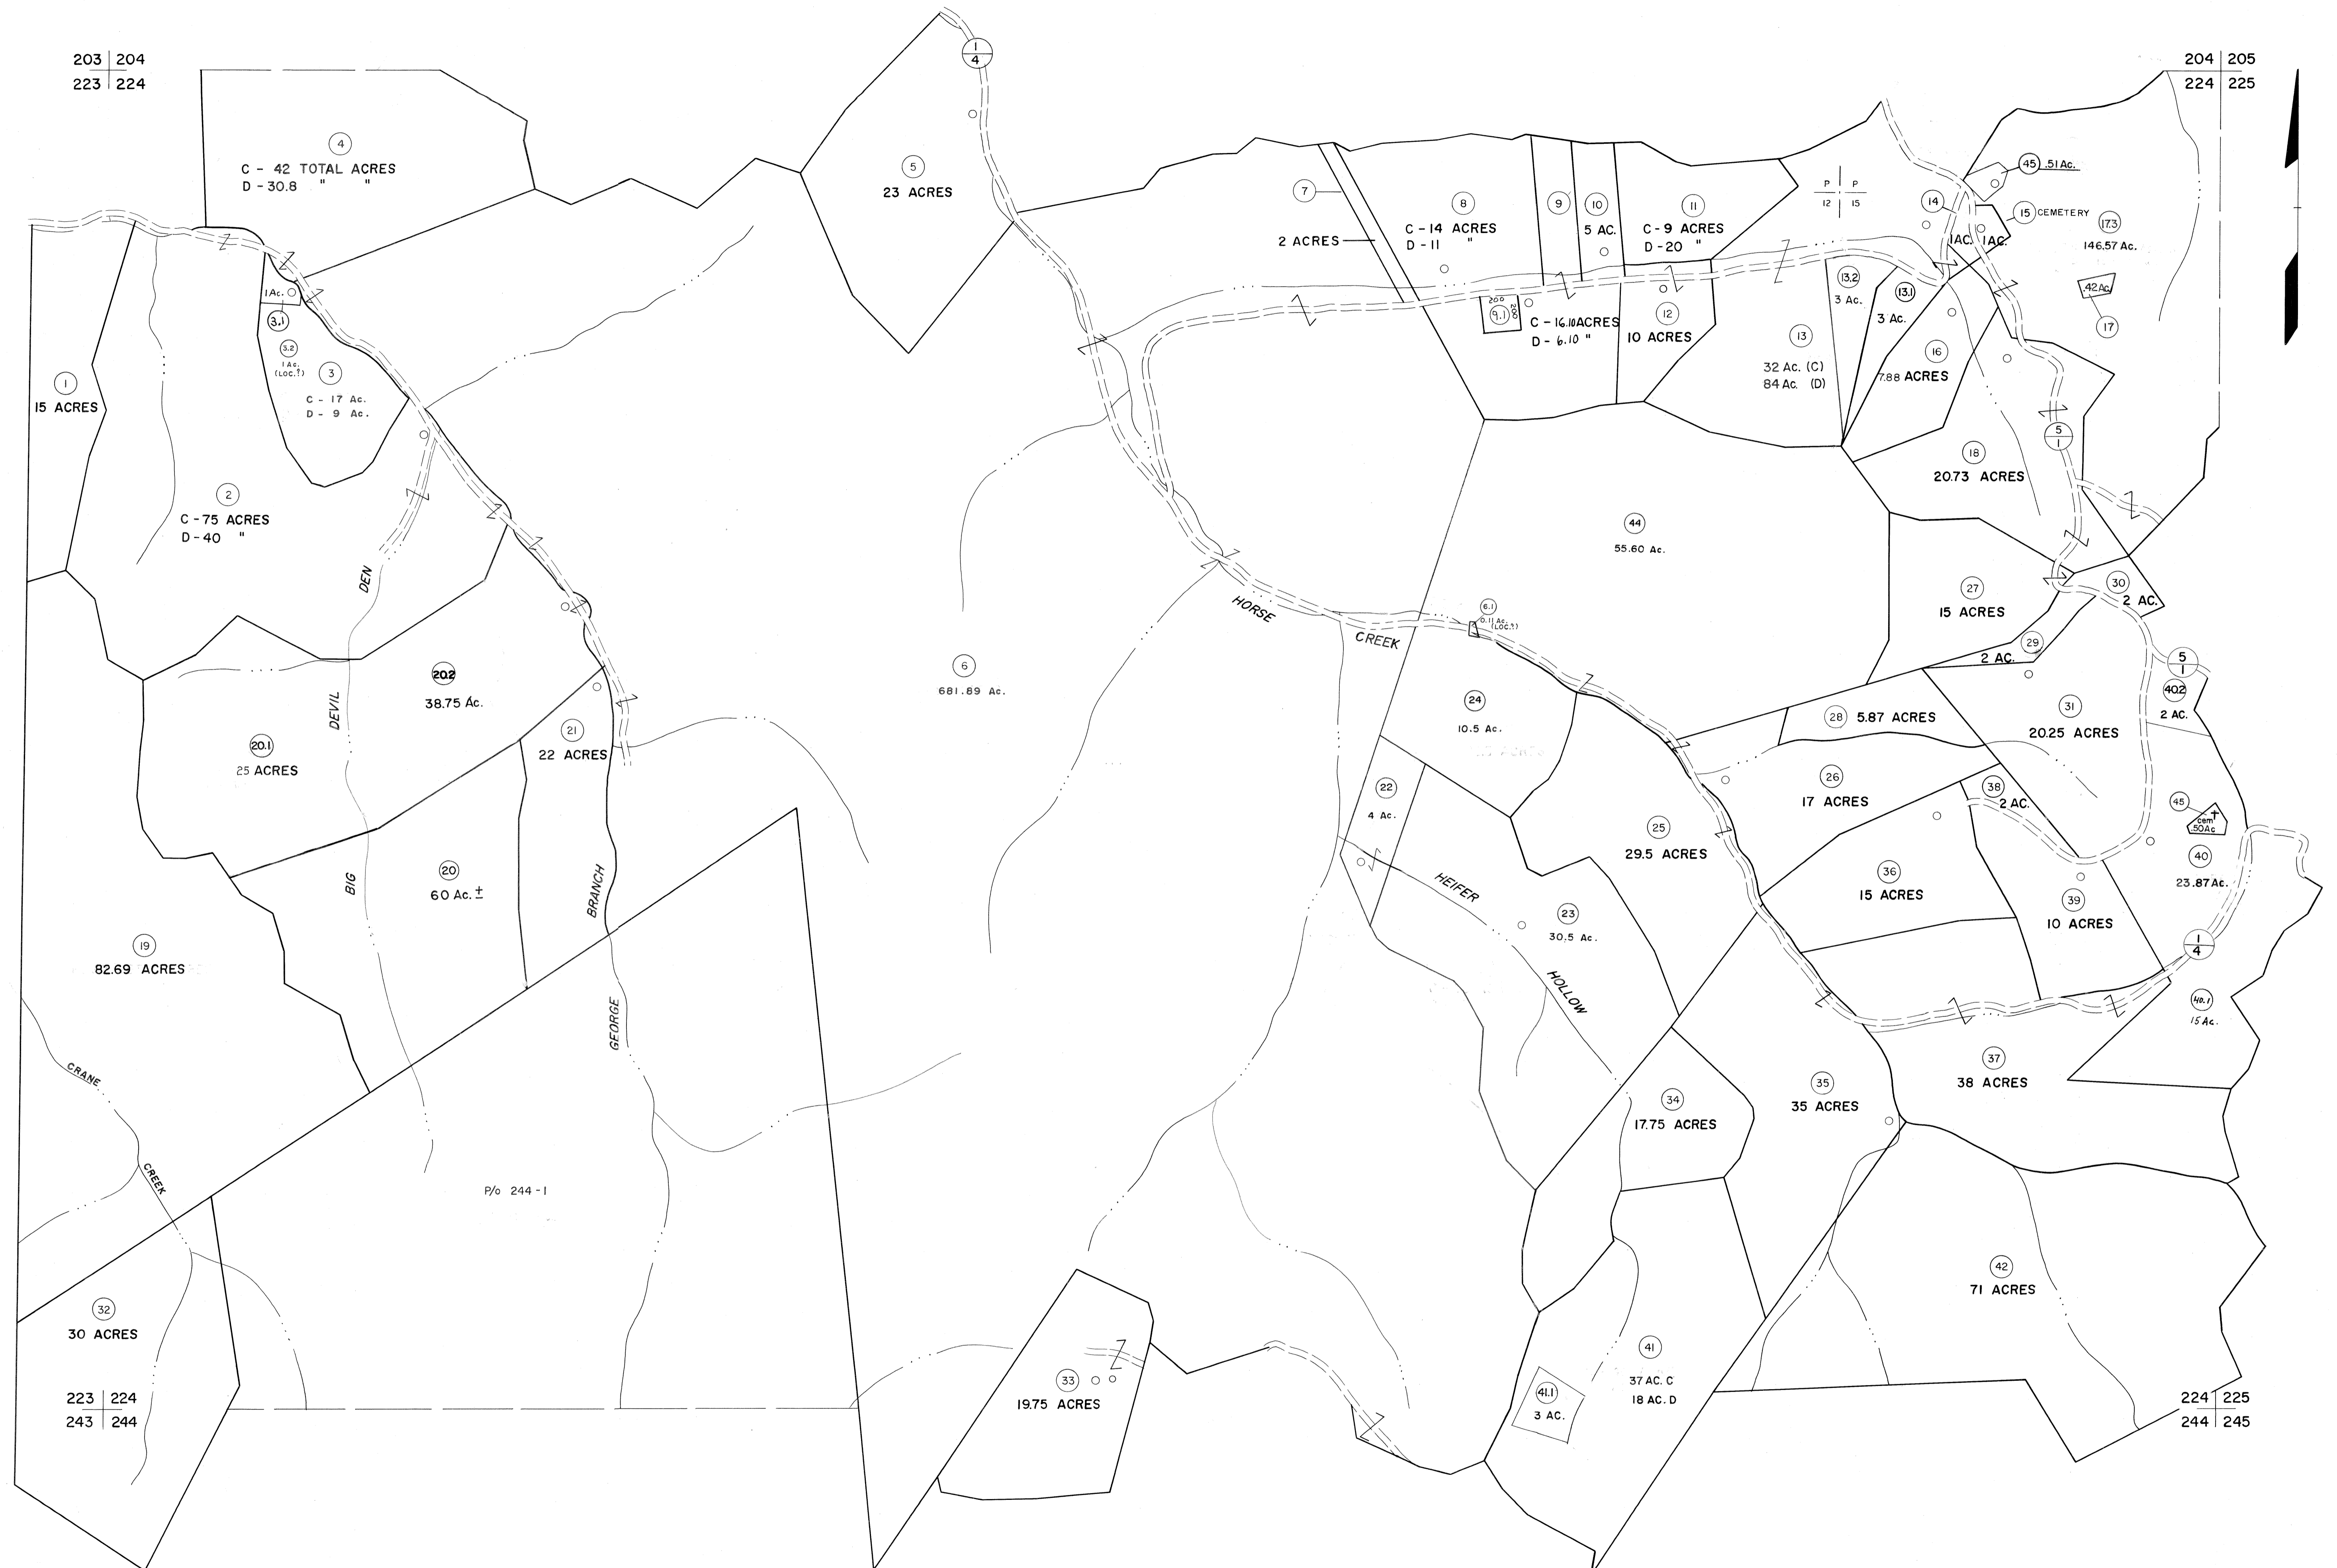 203 204
223 224
204 205
224 225
1
4
4
C - 42 TOTAL ACRES
D - 30.8 " "
5
23 ACRES
7
2 ACRES
8
C - 14 ACRES
D - 11 "
9
10
5 AC.
11
C - 9 ACRES
D - 20 "
P P
12 15
45 .51 Ac.
14
15 CEMETERY
1AC. 1AC.
17.3
146.57 Ac.
.42Ac.
17
1 Ac.
3.1
3.2
1 Ac.
(LOC.?)
3
C - 17 Ac.
D - 9 Ac.
1
15 ACRES
2
C - 75 ACRES
D - 40 "
200
200
9.1
C - 16.10 ACRES
D - 6.10 "
12
10 ACRES
13
32 Ac. (C)
84 Ac. (D)
13.2
3 Ac.
13.1
3 Ac.
16
7.88 ACRES
5
1
18
20.73 ACRES
44
55.60 Ac.
27
15 ACRES
30
2 AC.
29
2 AC.
5
1
40.2
2 AC.
DEVIL DEN
HORSE CREEK
6.1
0.11 Ac.
(LOC.?)
6
681.89 Ac.
20.2
38.75 Ac.
20.1
25 ACRES
21
22 ACRES
24
10.5 Ac.
28 5.87 ACRES
31
20.25 ACRES
26
17 ACRES
38
2 AC.
22
4 Ac.
25
29.5 ACRES
45
cem
.50Ac
40
23.87 Ac.
36
15 ACRES
39
10 ACRES
20
60 Ac. ±
BIG
BRANCH
GEORGE
19
82.69 ACRES
HEIFER HOLLOW
23
30.5 Ac.
1
4
40.1
15 Ac.
37
38 ACRES
35
35 ACRES
34
17.75 ACRES
CRANE CREEK
P/o 244-1
32
30 ACRES
42
71 ACRES
41
37 AC. C
18 AC. D
41.1
3 AC.
33
19.75 ACRES
223 224
243 244
224 225
244 245